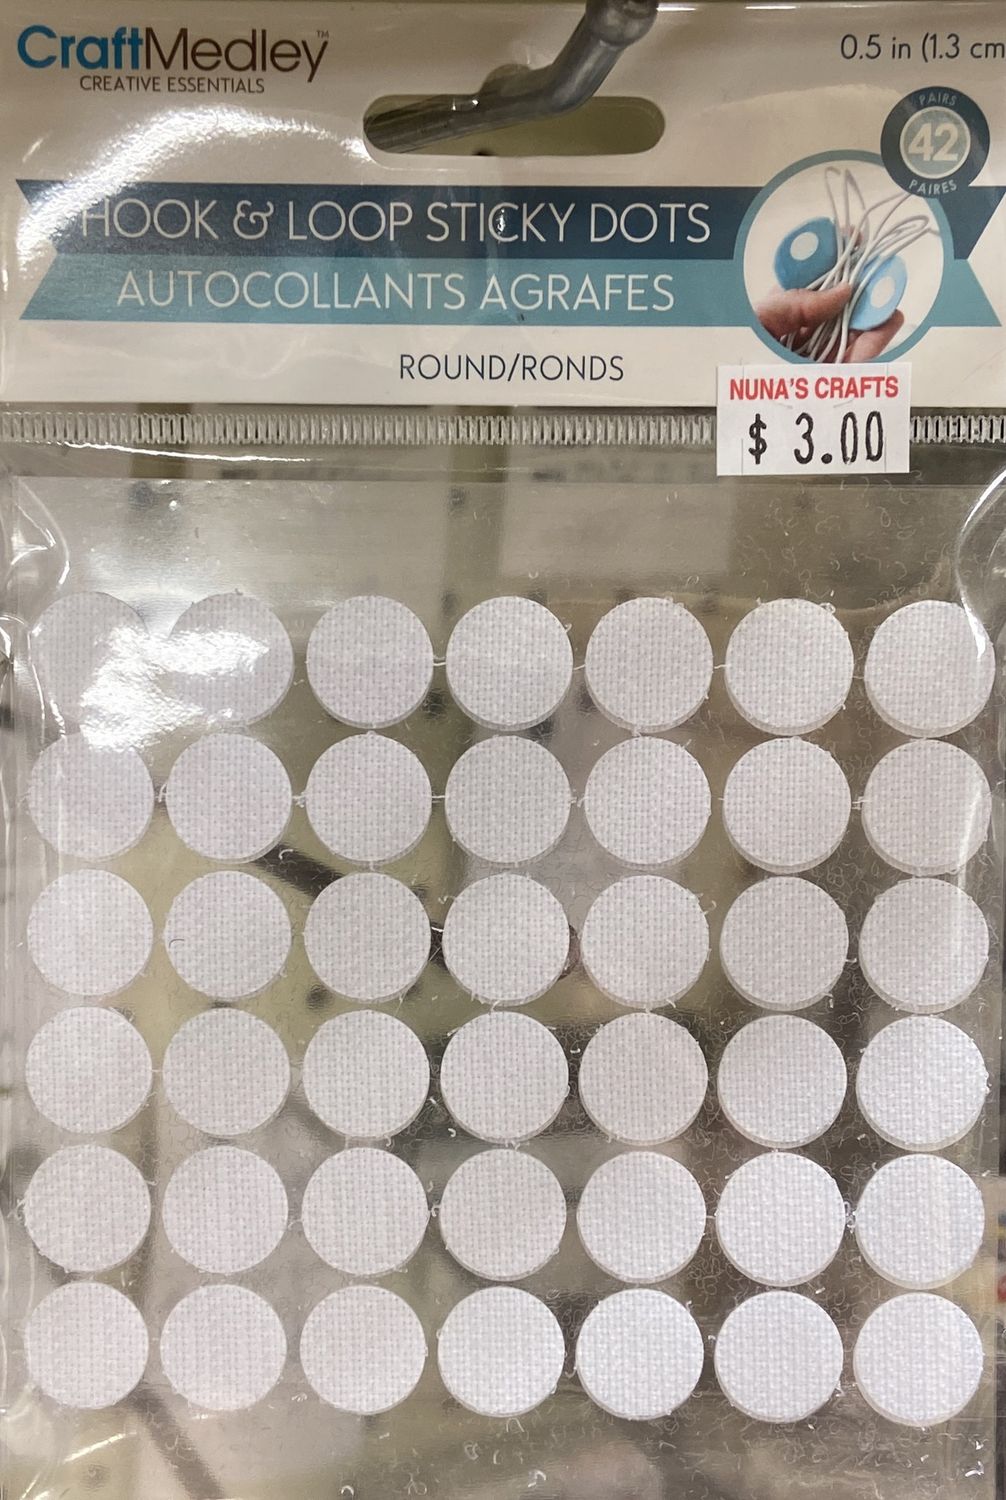 CraftMedley™
CREATIVE ESSENTIALS
0.5 in (1.3 cm
PAIRS
42
PAIRES
HOOK & LOOP STICKY DOTS
AUTOCOLLANTS AGRAFES
ROUND/RONDS
NUNA'S CRAFTS
$ 3.00